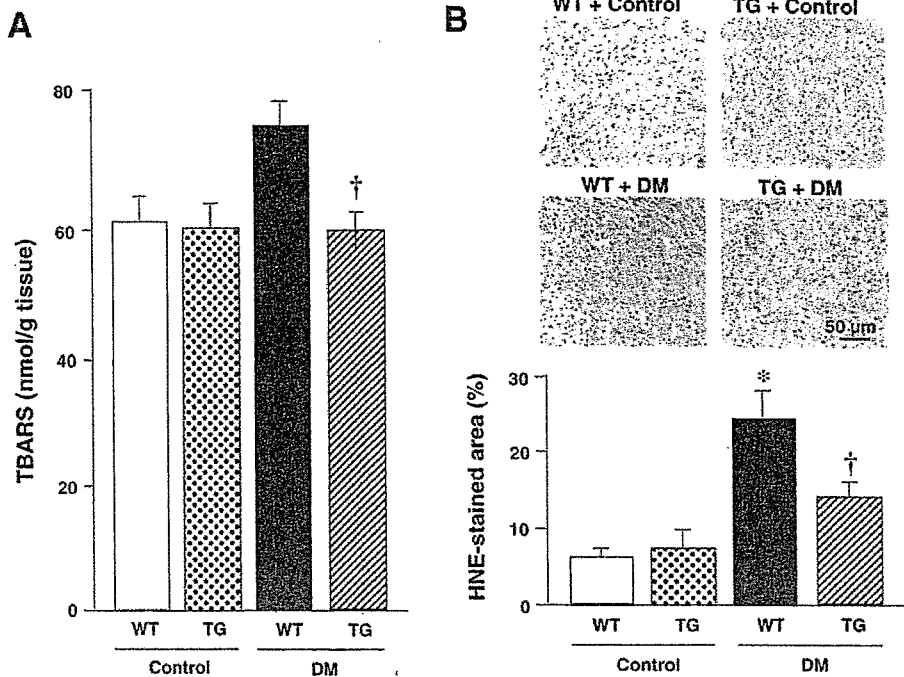 A
80
60
40
20
0
TBARS (nmol/g tissue)
†
WT TG WT TG
Control DM
B
WT + Control TG + Control
WT + DM TG + DM
50 µm
30
20
10
0
HNE-stained area (%)
*
†
WT TG WT TG
Control DM